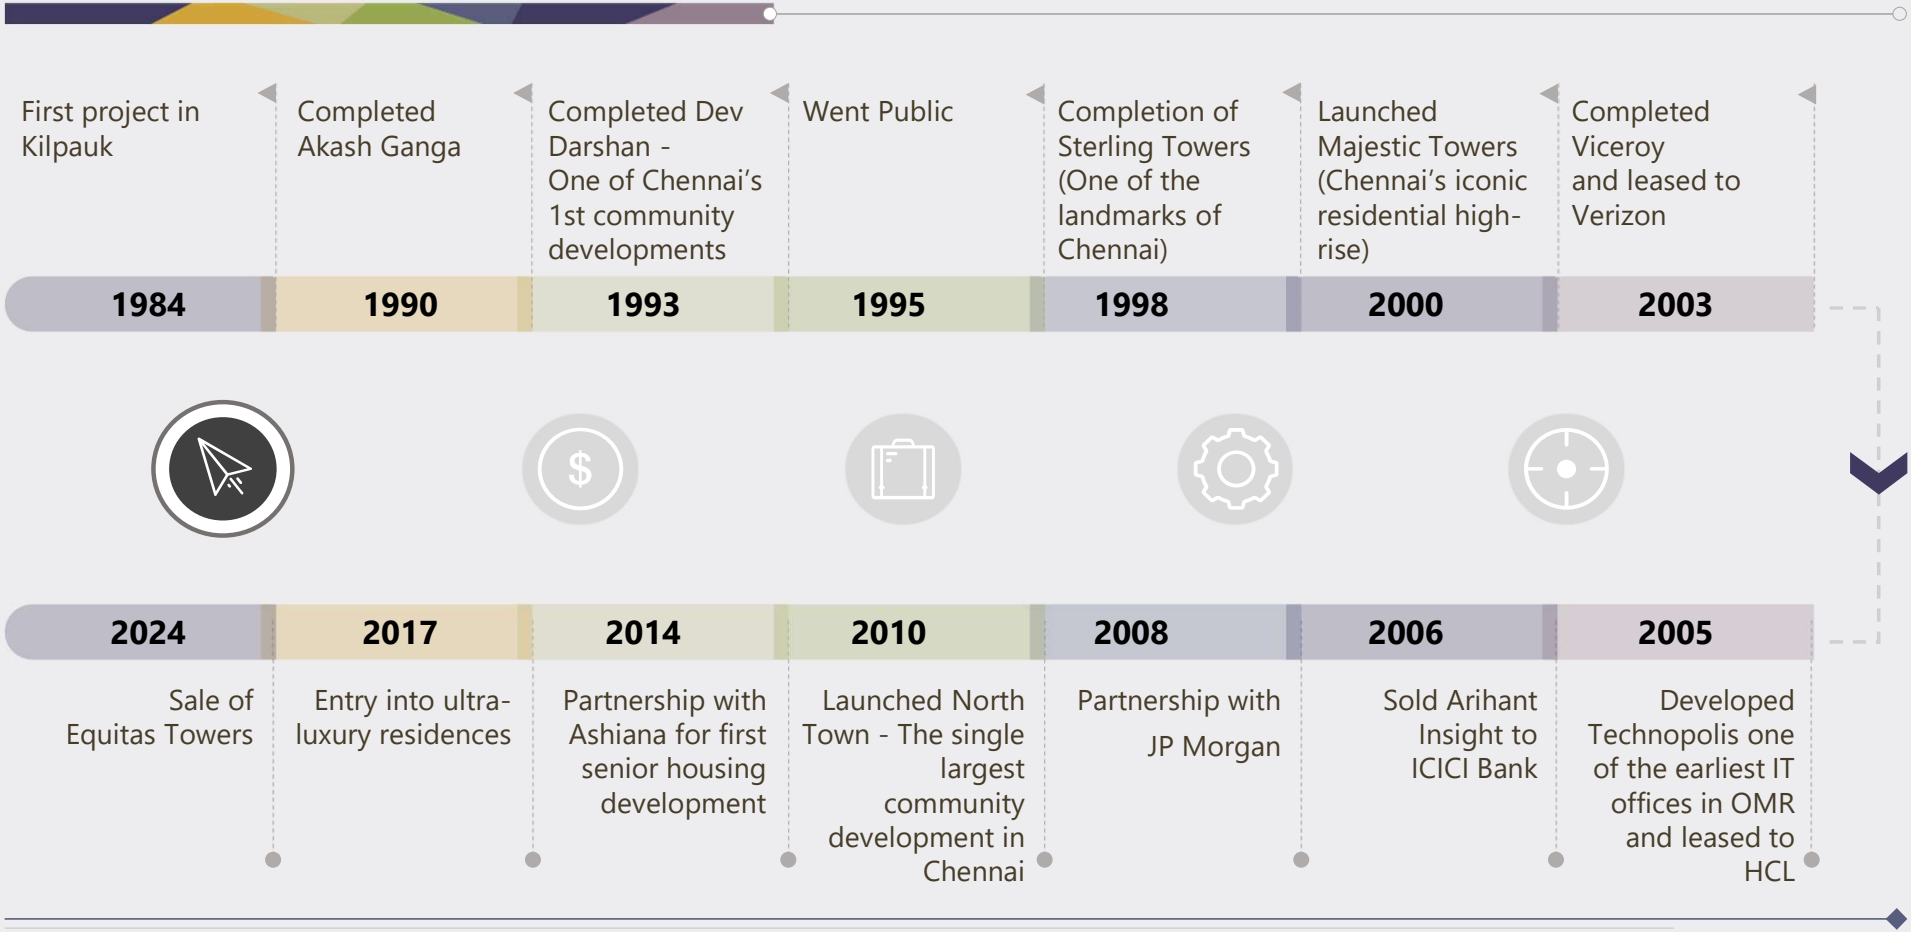 First project in
Kilpauk
Completed
Akash Ganga
Completed Dev
Darshan -
One of Chennai’s
1st community
developments
Went Public
Completion of
Sterling Towers
(One of the
landmarks of
Chennai)
Launched
Majestic Towers
(Chennai’s iconic
residential high-
rise)
Completed
Viceroy
and leased to
Verizon
1984
1990
1993
1995
1998
2000
2003
$
2024
2017
2014
2010
2008
2006
2005
Sale of
Equitas Towers
Entry into ultra-
luxury residences
Partnership with
Ashiana for first
senior housing
development
Launched North
Town - The single
largest
community
development in
Chennai
Partnership with
JP Morgan
Sold Arihant
Insight to
ICICI Bank
Developed
Technopolis one
of the earliest IT
offices in OMR
and leased to
HCL